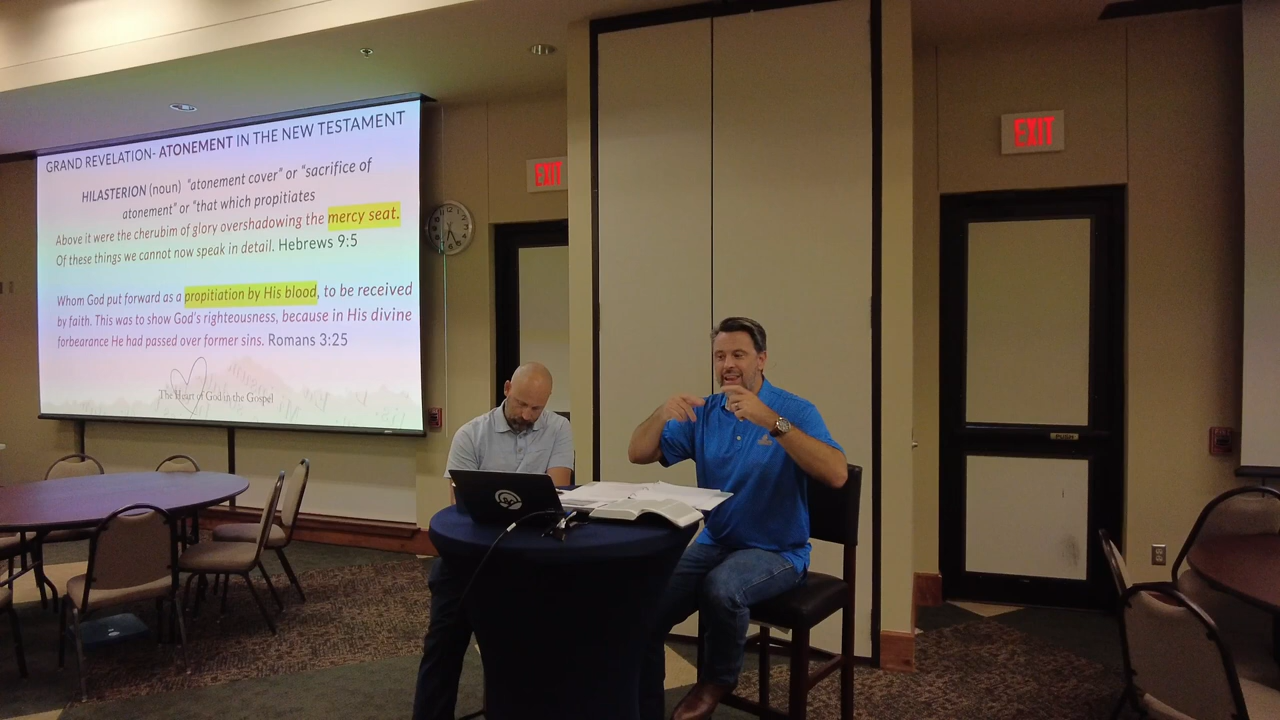 GRAND REVELATION- ATONEMENT IN THE NEW TESTAMENT
HILASTERION (noun) "atonement cover" or "sacrifice of
atonement" or "that which propitiates
Above it were the cherubim of glory overshadowing the mercy seat.
Of these things we cannot now speak in detail. Hebrews 9:5
Whom God put forward as a propitiation by His blood, to be received
by faith. This was to show God's righteousness, because in His divine
forbearance He had passed over former sins. Romans 3:25
The Heart of God in the Gospel
EXIT
EXIT
PUSH